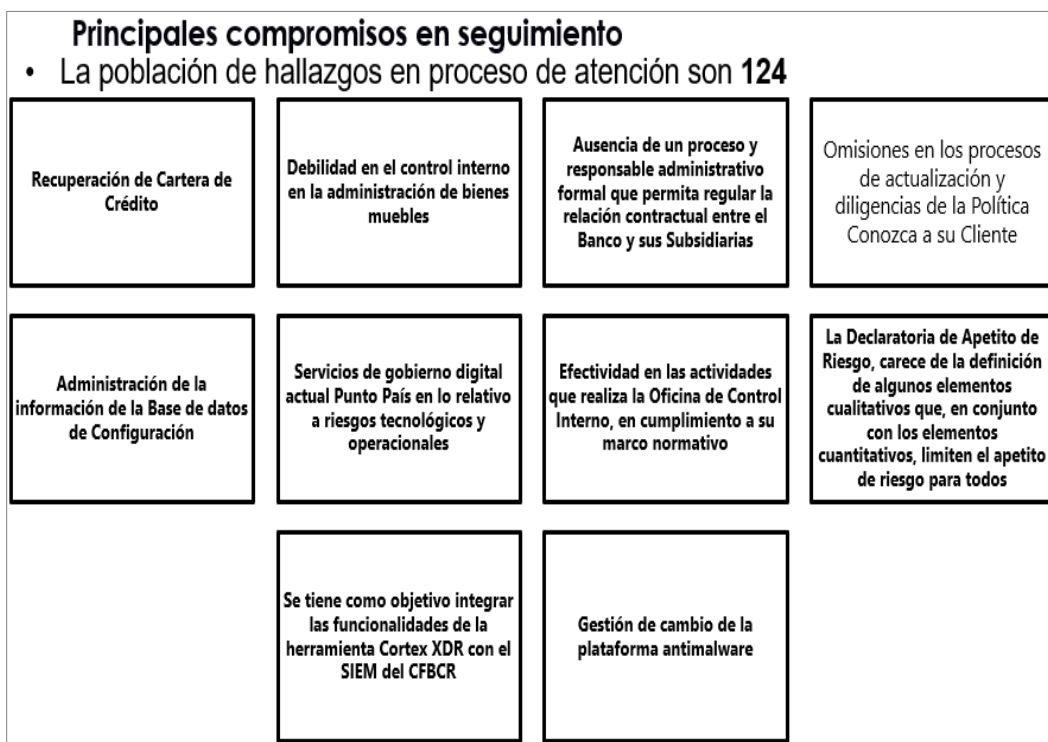 Principales compromisos en seguimiento
• La población de hallazgos en proceso de atención son 124
Recuperación de Cartera de
Crédito
Debilidad en el control interno
en la administración de bienes
muebles
Ausencia de un proceso y
responsable administrativo
formal que permita regular la
relación contractual entre el
Banco y sus Subsidiarias
Omisiones en los procesos
de actualización y
diligencias de la Política
Conozca a su Cliente
Administración de la
información de la Base de datos
de Configuración
Servicios de gobierno digital
actual Punto País en lo relativo
a riesgos tecnológicos y
operacionales
Efectividad en las actividades
que realiza la Oficina de Control
Interno, en cumplimiento a su
marco normativo
La Declaratoria de Apetito de
Riesgo, carece de la definición
de algunos elementos
cualitativos que, en conjunto
con los elementos
cuantitativos, limiten el apetito
de riesgo para todos
Se tiene como objetivo integrar
las funcionalidades de la
herramienta Cortex XDR con el
SIEM del CFBCR
Gestión de cambio de la
plataforma antimalware